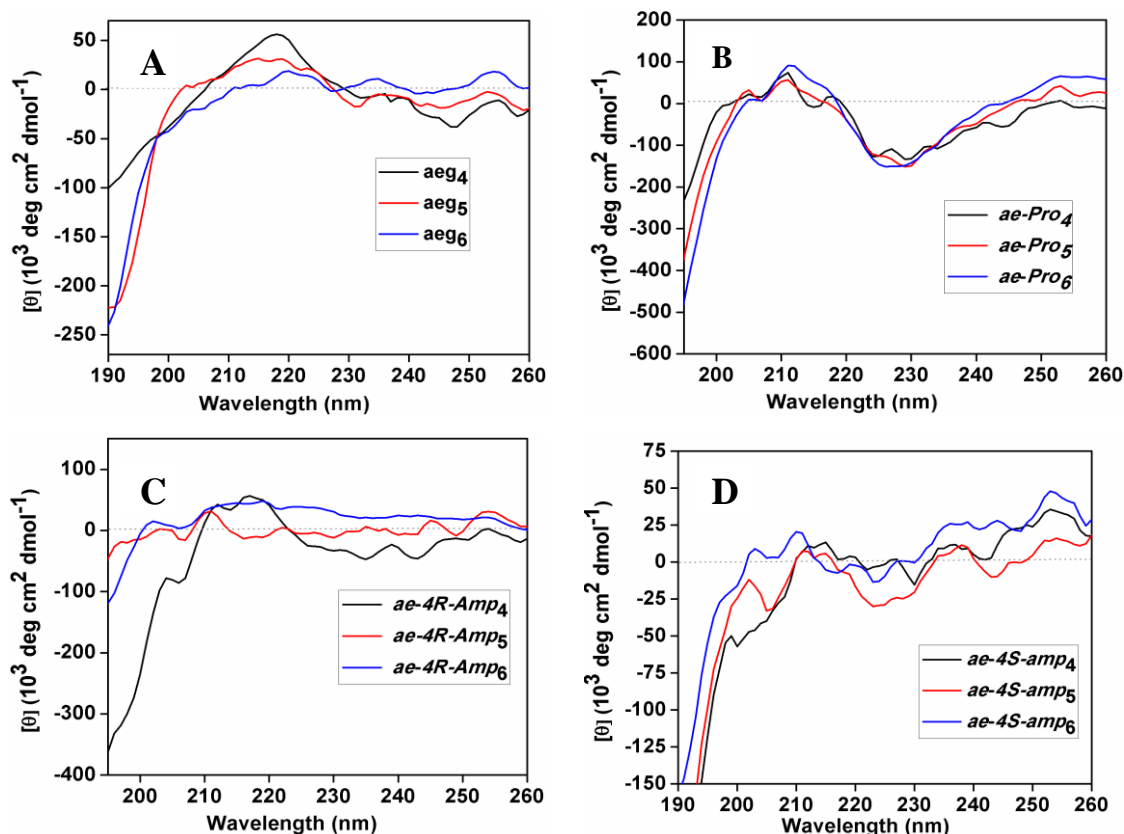 A
[θ] (10³ deg cm² dmol⁻¹)
50
0
-50
-100
-150
-200
-250
aeg₄
aeg₅
aeg₆
190 200 210 220 230 240 250 260
Wavelength (nm)
B
[θ] (10³ deg cm² dmol⁻¹)
200
100
0
-100
-200
-300
-400
-500
-600
ae-Pro₄
ae-Pro₅
ae-Pro₆
200 210 220 230 240 250 260
Wavelength (nm)
C
[θ] (10³ deg cm² dmol⁻¹)
100
0
-100
-200
-300
-400
ae-4R-Amp₄
ae-4R-Amp₅
ae-4R-Amp₆
200 210 220 230 240 250 260
Wavelength (nm)
D
[θ] (10³ deg cm² dmol⁻¹)
75
50
25
0
-25
-50
-75
-100
-125
-150
ae-4S-amp₄
ae-4S-amp₅
ae-4S-amp₆
190 200 210 220 230 240 250 260
Wavelength (nm)